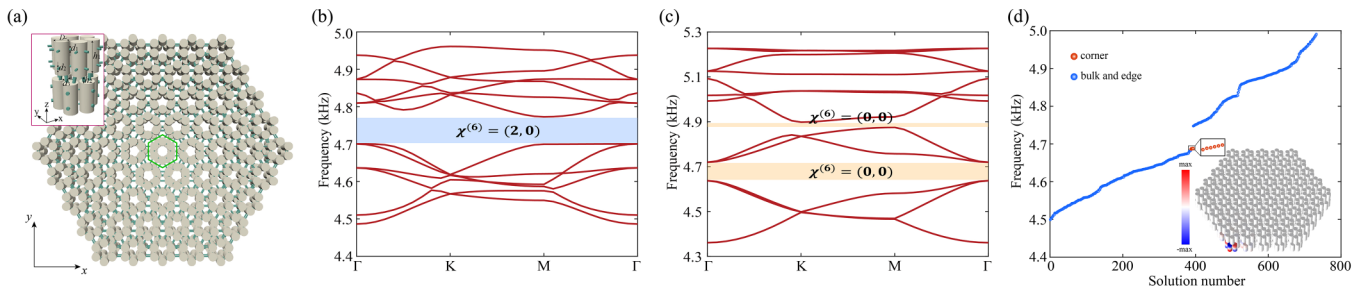 (a)
(b)
(c)
(d)
D
z
y
x
y
x
Frequency (kHz)
5.0
4.9
4.8
4.7
4.6
4.5
4.4
χ⁽⁶⁾ = (2, 0)
Γ
K
M
Γ
Frequency (kHz)
5.3
5.1
4.9
4.7
4.5
4.3
χ⁽⁶⁾ = (0, 0)
χ⁽⁶⁾ = (0, 0)
Γ
K
M
Γ
Frequency (kHz)
5.0
4.9
4.8
4.7
4.6
4.5
4.4
corner
bulk and edge
max
-max
0
200
400
600
800
Solution number